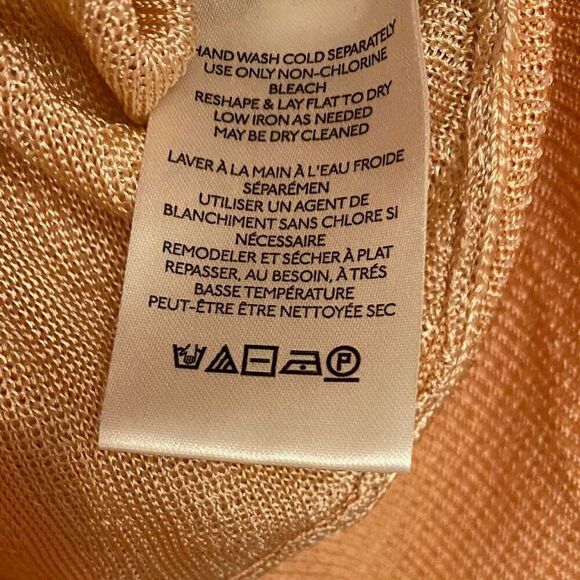 HAND WASH COLD SEPARATELY
USE ONLY NON-CHLORINE
BLEACH
RESHAPE & LAY FLAT TO DRY
LOW IRON AS NEEDED
MAY BE DRY CLEANED
LAVER À LA MAIN À L'EAU FROIDE
SÉPARÉMEN
UTILISER UN AGENT DE
BLANCHIMENT SANS CHLORE SI
NÉCESSAIRE
REMODELER ET SÉCHER À PLAT
REPASSER, AU BESOIN, À TRÉS
BASSE TEMPÉRATURE
PEUT-ÊTRE ÊTRE NETTOYÉE SEC
P